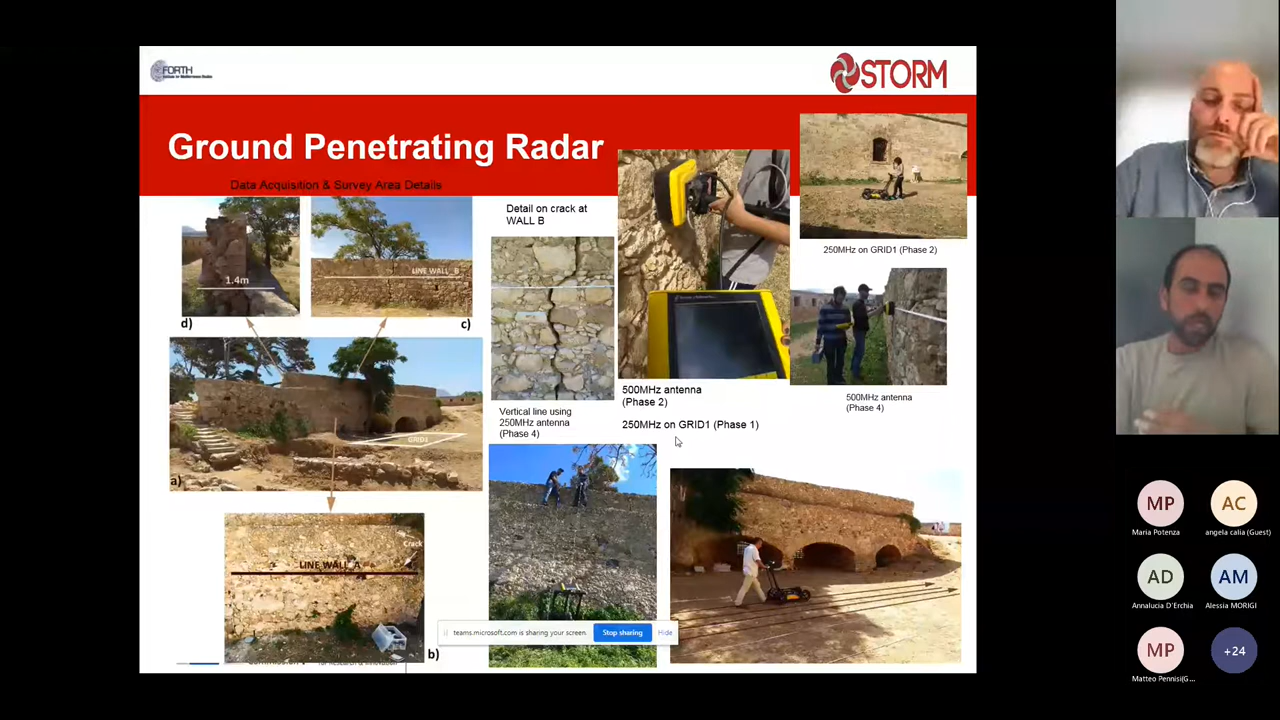 FORTH
STORM
Ground Penetrating Radar
Data Acquisition & Survey Area Details
Detail on crack at
WALL B
250MHz on GRID1 (Phase 2)
1.4m
LINE WALL B
d)
c)
500MHz antenna
(Phase 2)
500MHz antenna
(Phase 4)
Vertical line using
250MHz antenna
(Phase 4)
250MHz on GRID1 (Phase 1)
GRID1
a)
Crack
LINE WALL A
b)
teams.microsoft.com is sharing your screen.
Stop sharing
Hide
for Research & Innovation
MP
Maria Potenza
AC
angela calia (Guest)
AD
Annalucia D'Erchia
AM
Alessia MORIGI
MP
Matteo Pennisi(G...
+24